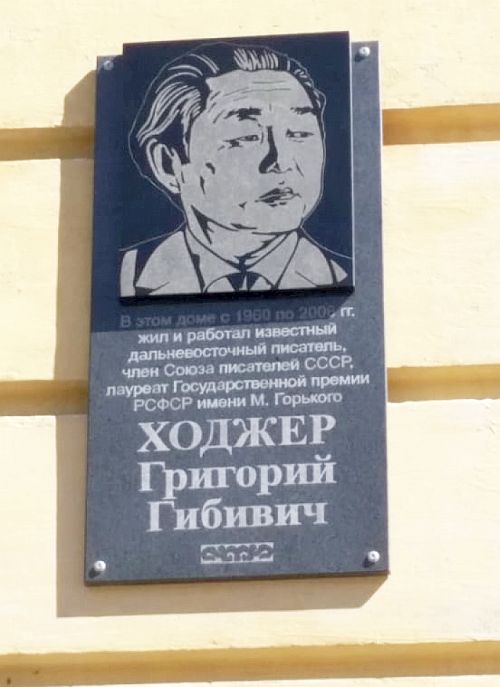 В этом доме с 1960 по 2006 гг.
жил и работал известный
дальневосточный писатель,
член Союза писателей СССР,
лауреат Государственной премии
РСФСР имени М. Горького
ХОДЖЕР
Григорий
Гибивич